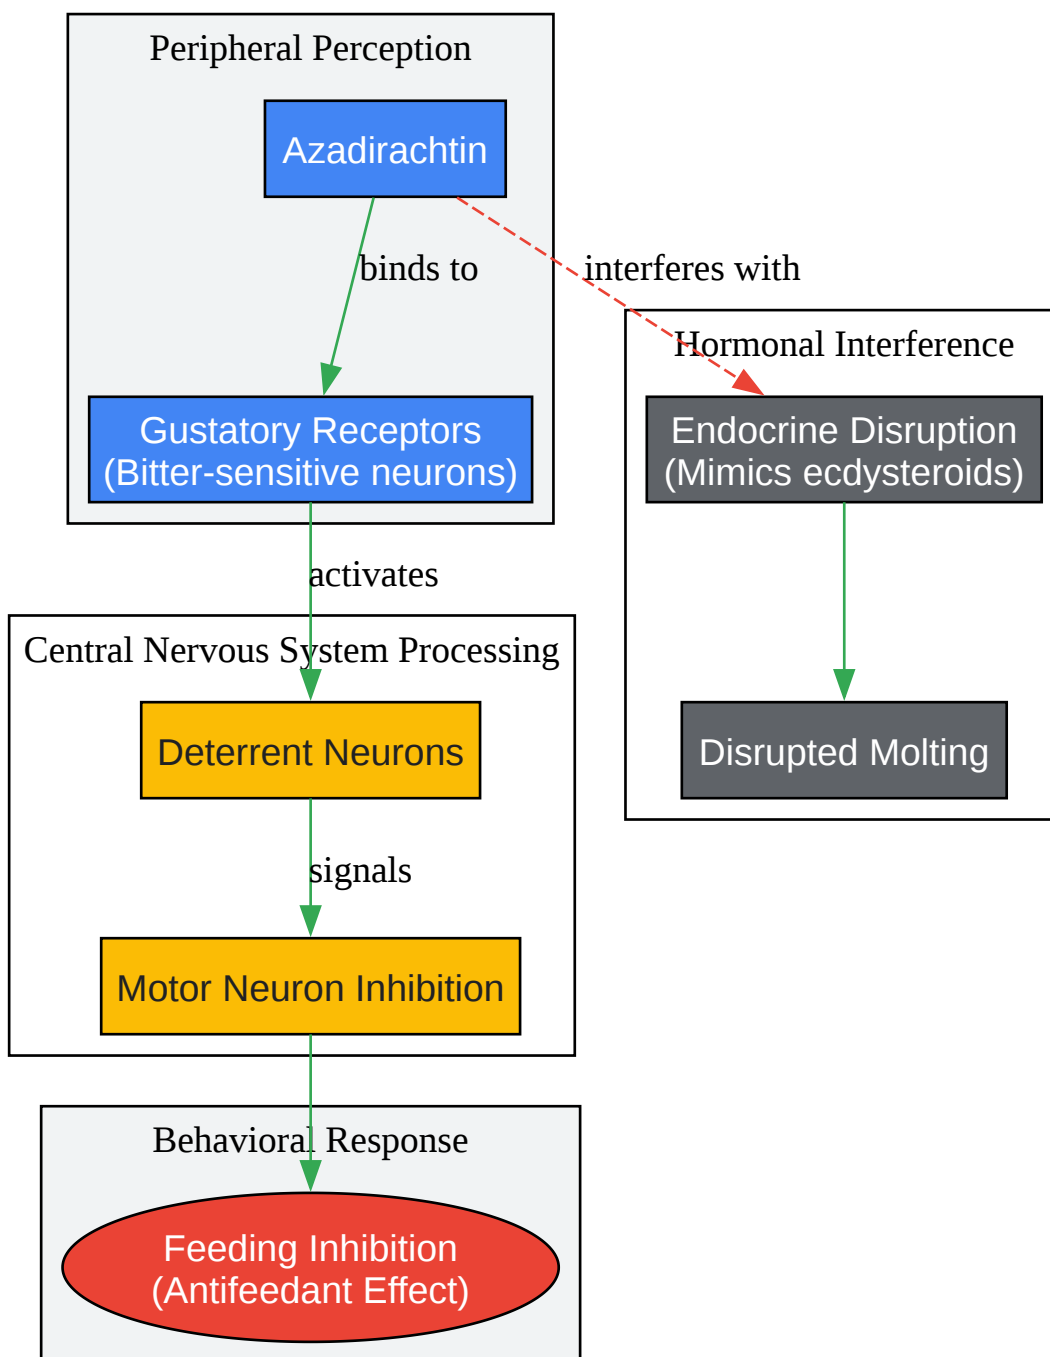 Peripheral Perception
Azadirachtin
binds to
interferes with
Hormonal Interference
Gustatory Receptors
(Bitter-sensitive neurons)
Endocrine Disruption
(Mimics ecdysteroids)
activates
Central Nervous System Processing
Deterrent Neurons
Disrupted Molting
signals
Motor Neuron Inhibition
Behavioral Response
Feeding Inhibition
(Antifeedant Effect)